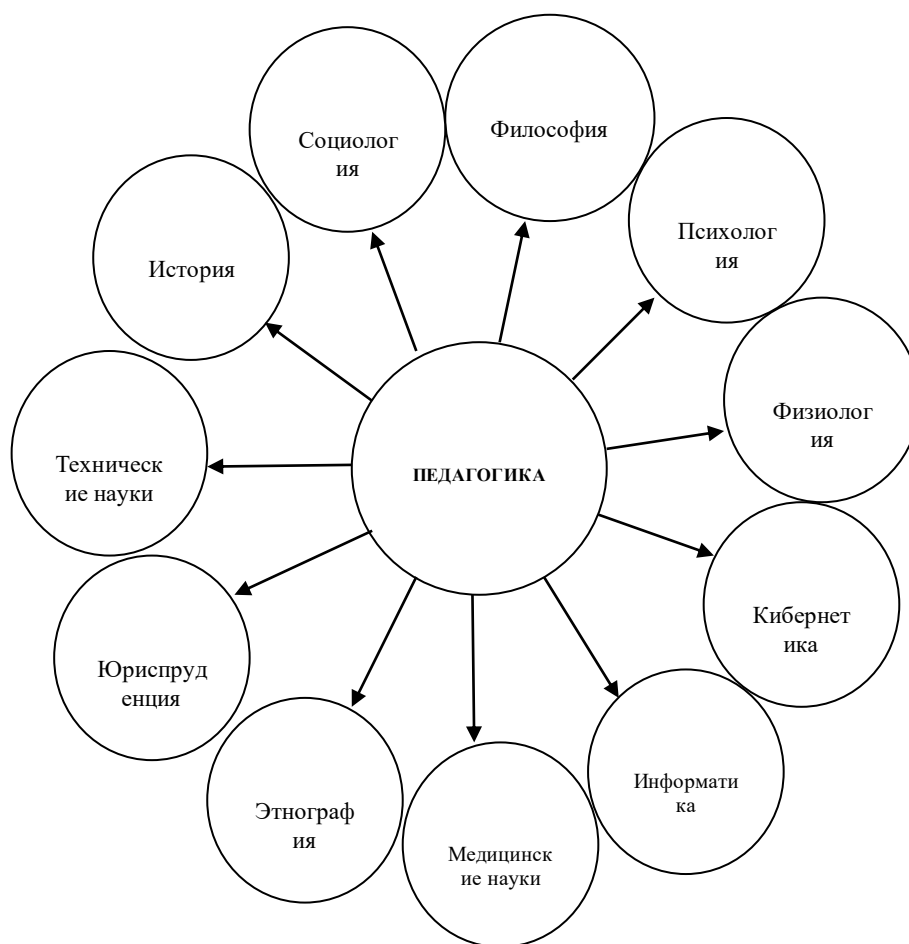 Социолог
ия
Философия
Психолог
ия
История
Физиолог
ия
Техническ
ие науки
ПЕДАГОГИКА
Кибернет
ика
Юриспруд
енция
Информати
ка
Этнограф
ия
Медицинск
ие науки